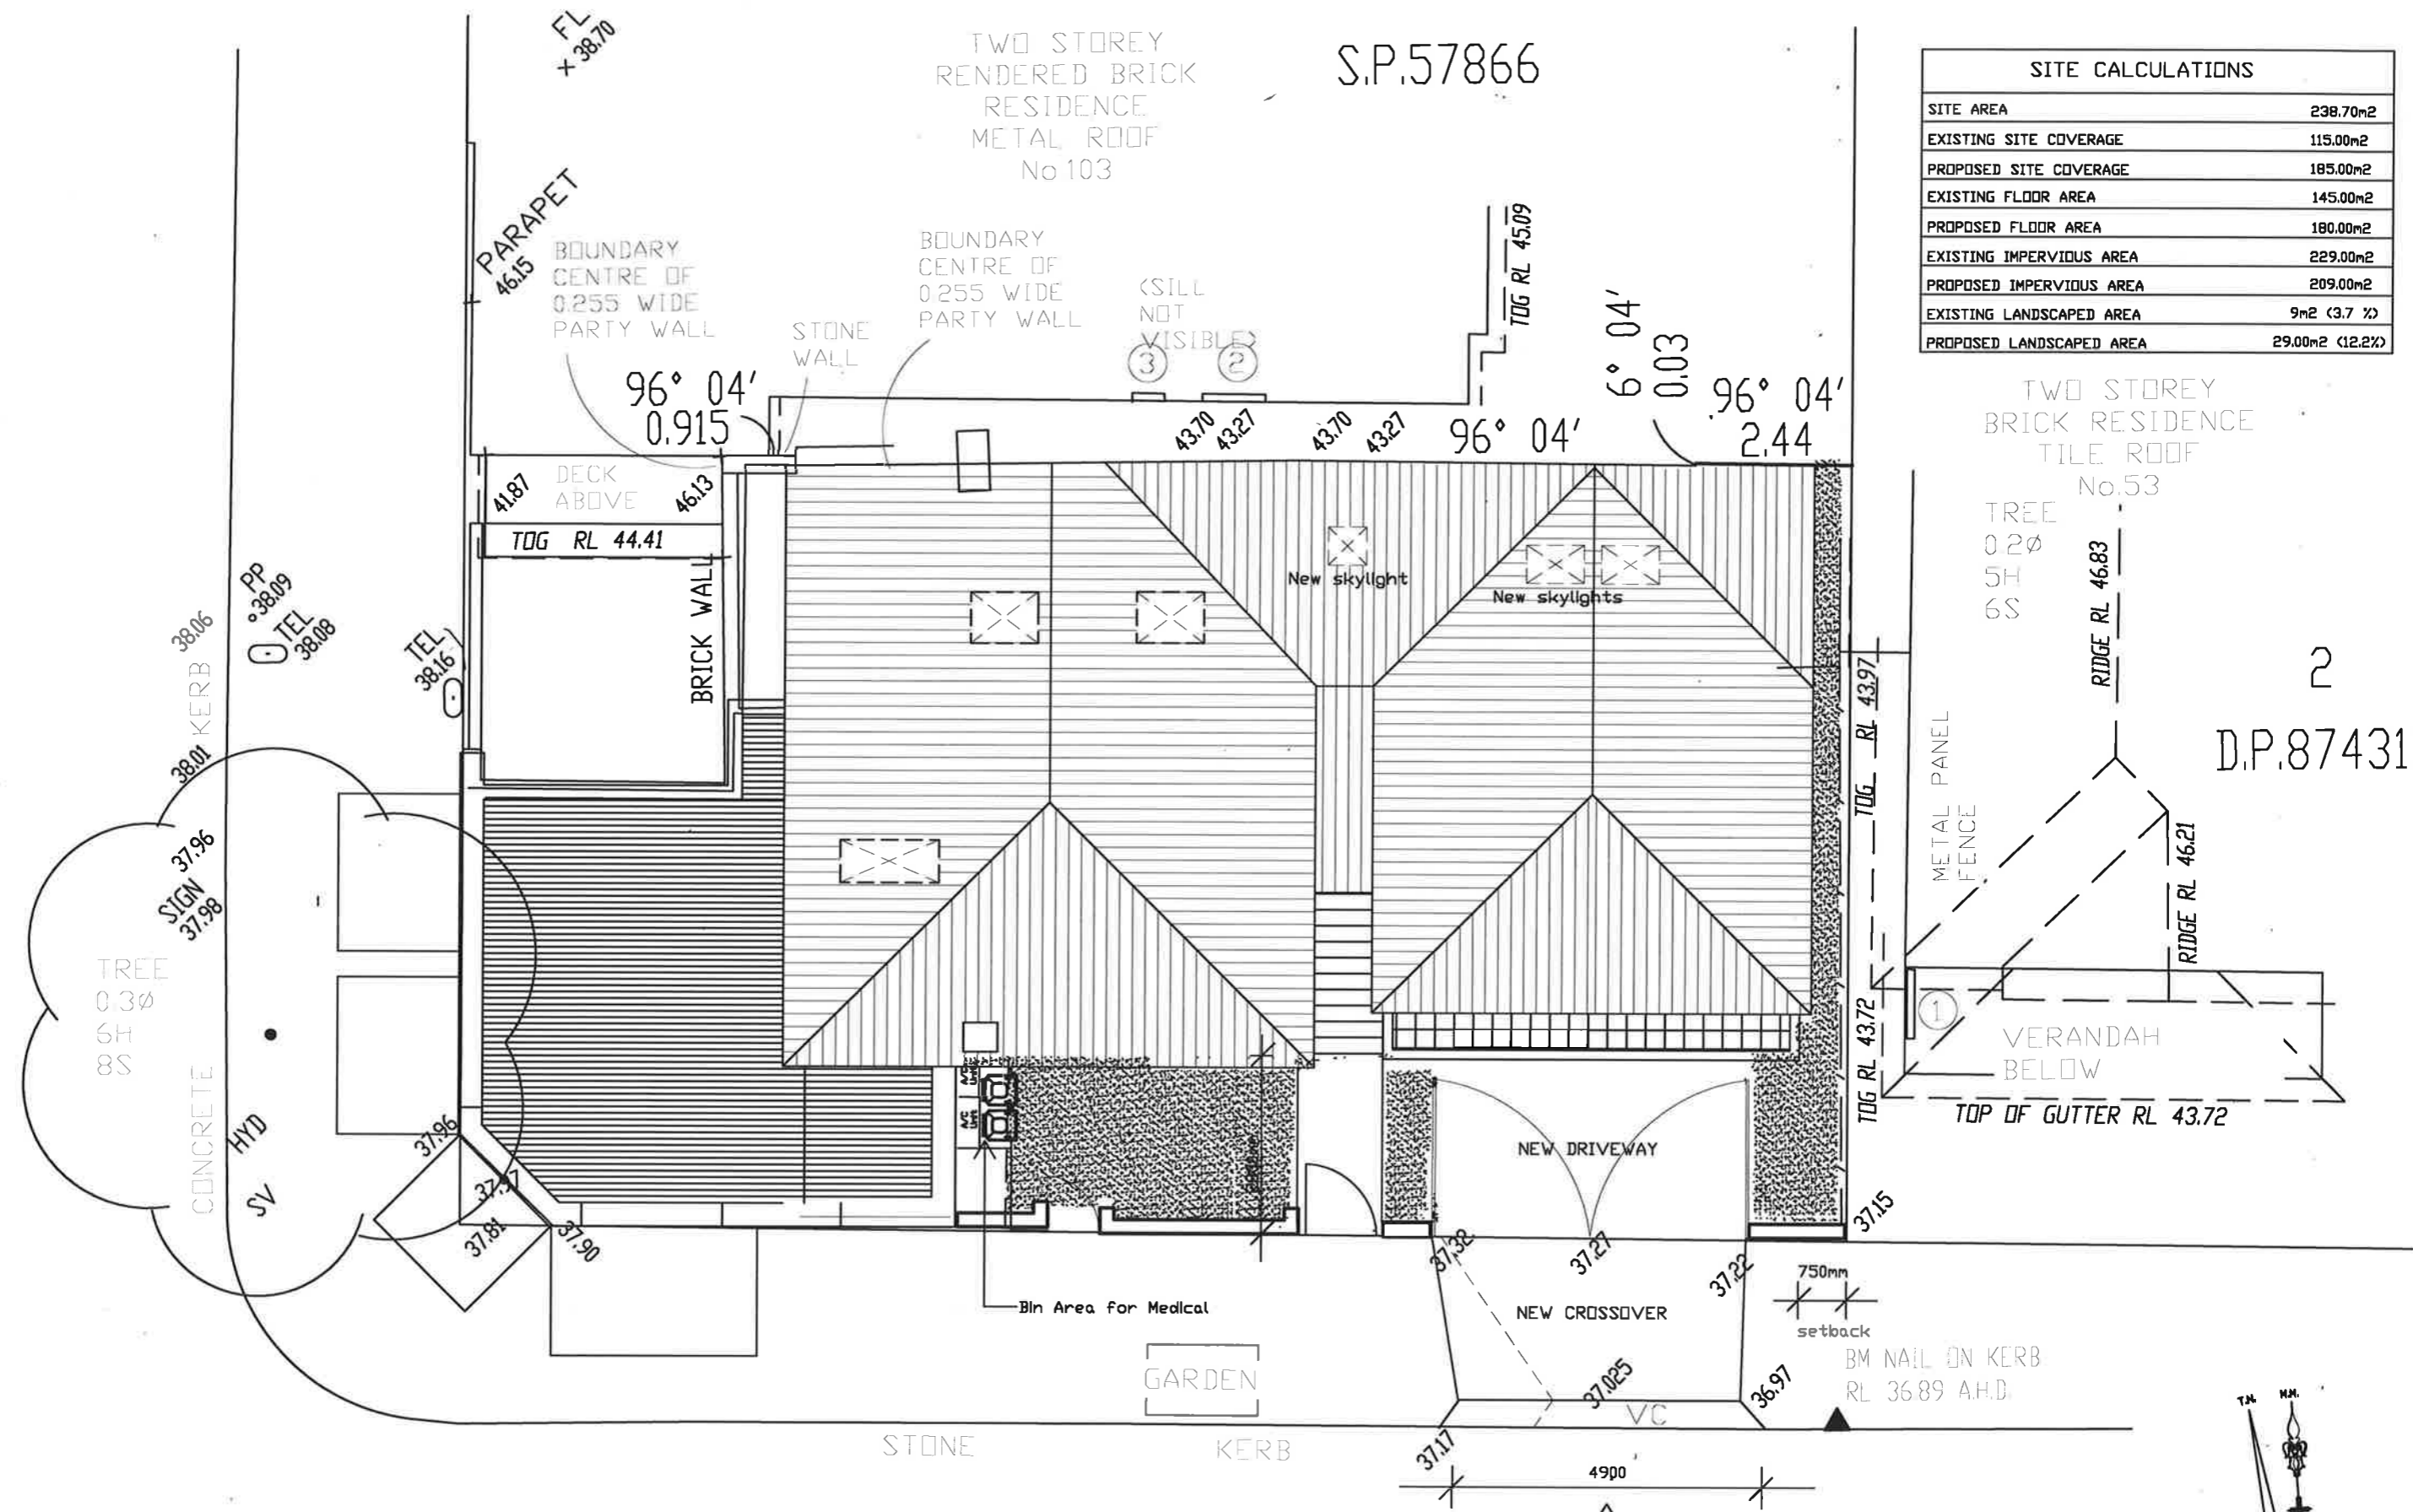 FL
+ 38.70
TWO STOREY
RENDERED BRICK
RESIDENCE
METAL ROOF
No 103
S.P.57866
SITE CALCULATIONS
SITE AREA 238.70m2
EXISTING SITE COVERAGE 115.00m2
PROPOSED SITE COVERAGE 185.00m2
EXISTING FLOOR AREA 145.00m2
PROPOSED FLOOR AREA 180.00m2
EXISTING IMPERVIOUS AREA 229.00m2
PROPOSED IMPERVIOUS AREA 209.00m2
EXISTING LANDSCAPED AREA 9m2 (3.7 %)
PROPOSED LANDSCAPED AREA 29.00m2 (12.2%)
PARAPET
46.15
BOUNDARY
CENTRE OF
0.255 WIDE
PARTY WALL
STONE
WALL
BOUNDARY
CENTRE OF
0.255 WIDE
PARTY WALL
(SILL
NOT
VISIBLE)
3
2
TOG RL 45.09
6° 04'
0.03
96° 04'
0.915
43.70
43.27
43.70
43.27
96° 04'
96° 04'
2.44
TWO STOREY
BRICK RESIDENCE
TILE ROOF
No.53
TREE
0.2ø
5H
6S
RIDGE RL 46.83
2
D.P.87431
41.87
DECK
ABOVE
46.13
TOG RL 44.41
BRICK WALL
New skylight
New skylights
PP
38.09
TEL
38.08
TEL
38.16
38.06
KERB
38.01
37.96
SIGN
37.98
TREE
0.3ø
6H
8S
CONCRETE
HYD
SV
TOG RL 43.97
METAL PANEL
FENCE
RIDGE RL 46.21
TOG RL 43.72
1
VERANDAH
BELOW
TOP OF GUTTER RL 43.72
A/C
Unit
NEW DRIVEWAY
37.96
37.81
37.90
37.32
37.27
37.22
37.15
Bin Area for Medical
NEW CROSSOVER
750mm
setback
BM NAIL ON KERB
RL 36.89 A.H.D.
GARDEN
37.025
36.97
VC
37.17
STONE
KERB
4900
T.N.
M.N.